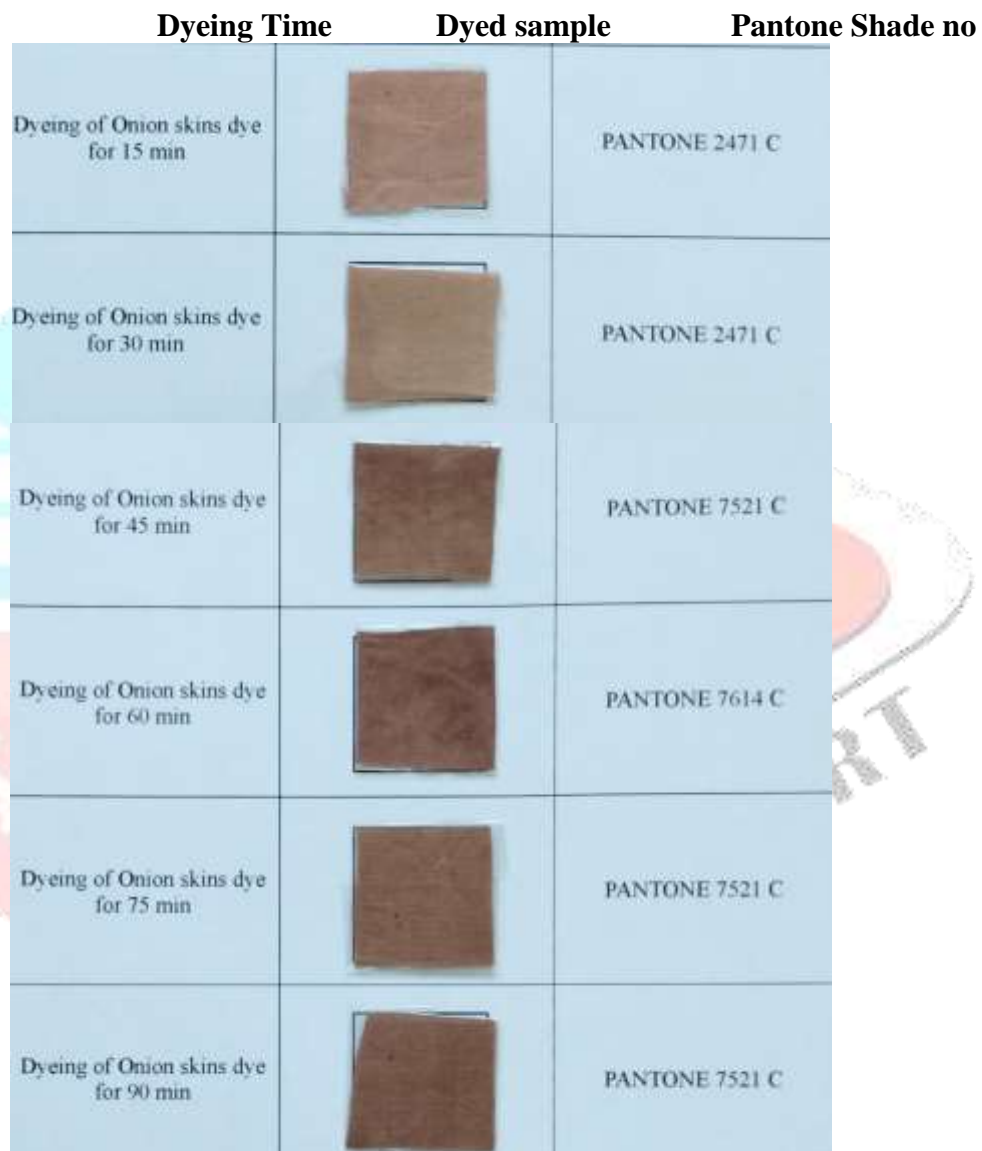 Dyeing Time Dyed sample Pantone Shade no
Dyeing of Onion skins dye
for 15 min
PANTONE 2471 C
Dyeing of Onion skins dye
for 30 min
PANTONE 2471 C
Dyeing of Onion skins dye
for 45 min
PANTONE 7521 C
Dyeing of Onion skins dye
for 60 min
PANTONE 7614 C
Dyeing of Onion skins dye
for 75 min
PANTONE 7521 C
Dyeing of Onion skins dye
for 90 min
PANTONE 7521 C
RT